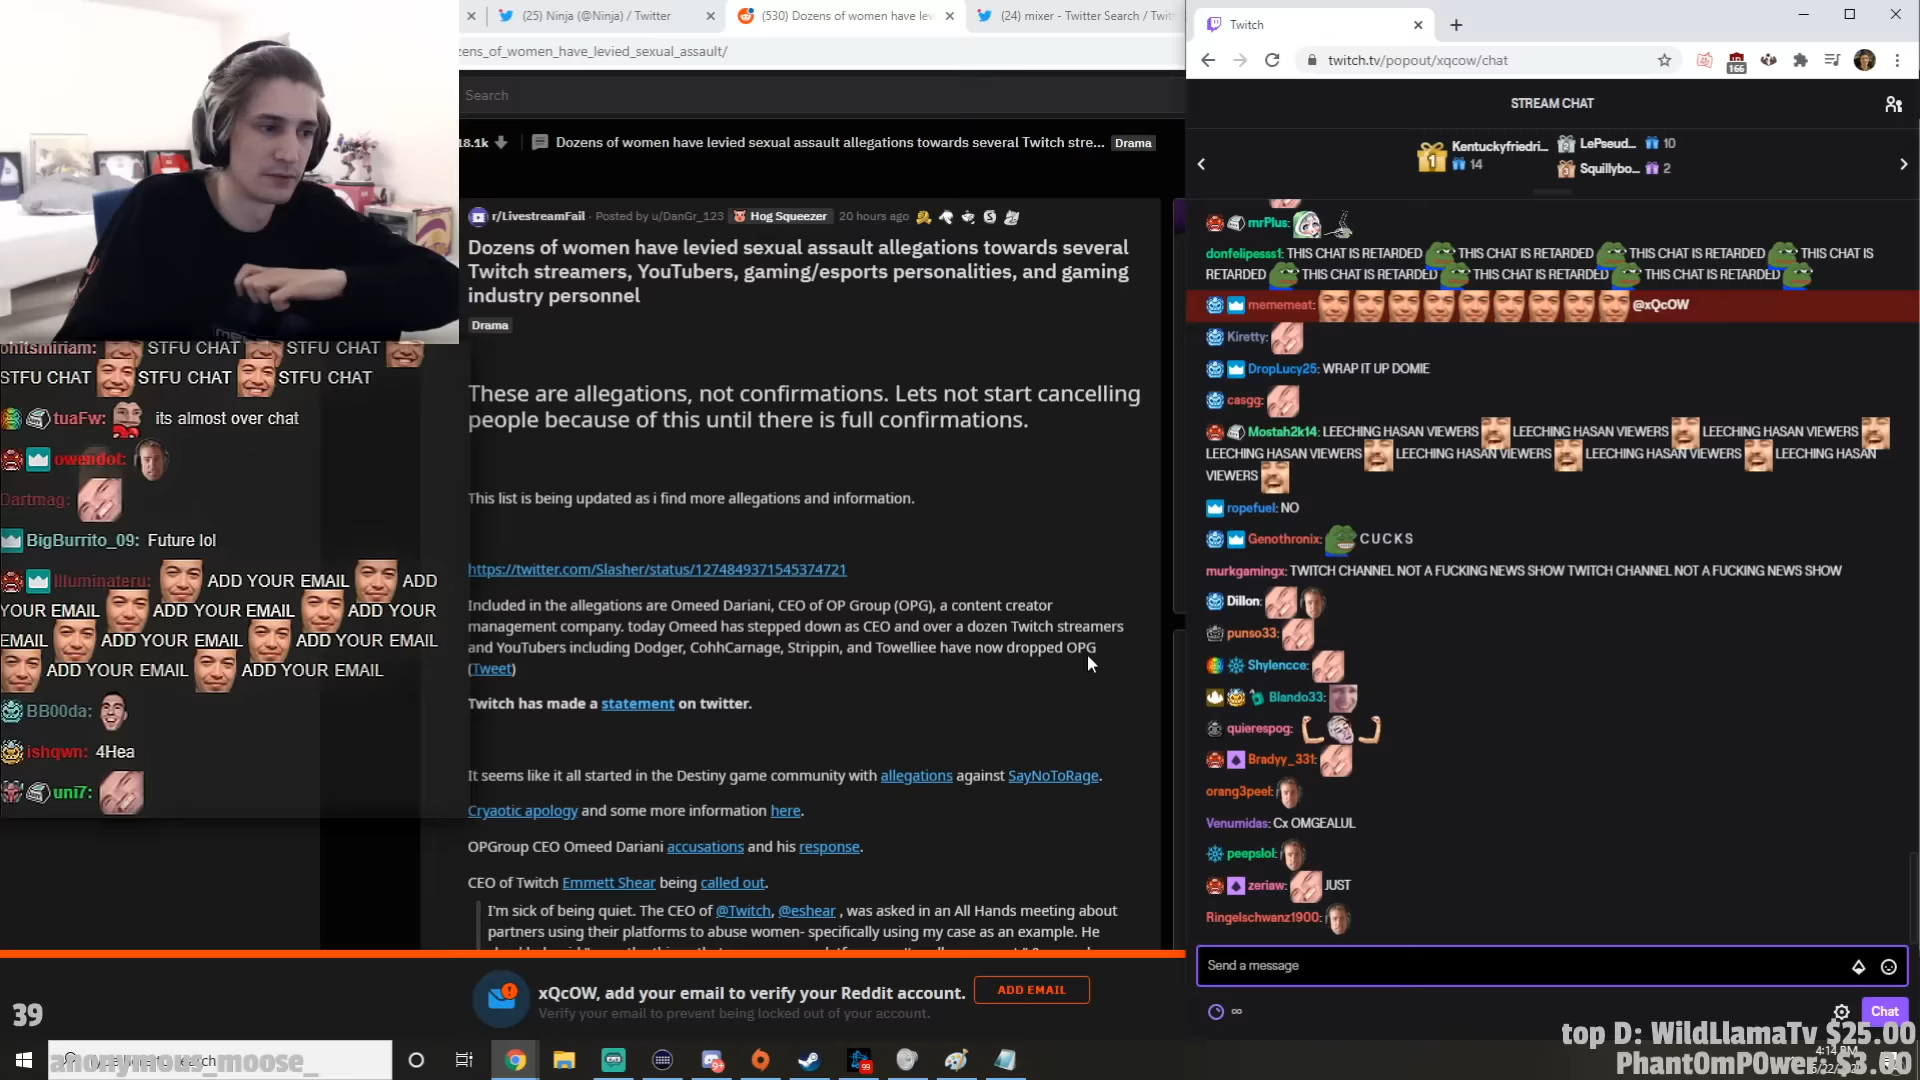 (25) Ninja (@Ninja) / Twitter
(530) Dozens of women have lev
(24) mixer - Twitter Search / Twit
zens_of_women_have_levied_sexual_assault/
Search
18.1k
Dozens of women have levied sexual assault allegations towards several Twitch stre...
Drama
r/LivestreamFail · Posted by u/DanGr_123 Hog Squeezer 20 hours ago
Dozens of women have levied sexual assault allegations towards several
Twitch streamers, YouTubers, gaming/esports personalities, and gaming
industry personnel
Drama
These are allegations, not confirmations. Lets not start cancelling
people because of this until there is full confirmations.
This list is being updated as i find more allegations and information.
https://twitter.com/Slasher/status/1274849371545374721
Included in the allegations are Omeed Dariani, CEO of OP Group (OPG), a content creator
management company. today Omeed has stepped down as CEO and over a dozen Twitch streamers
and YouTubers including Dodger, CohhCarnage, Strippin, and Towelliee have now dropped OPG
(Tweet)
Twitch has made a statement on twitter.
It seems like it all started in the Destiny game community with allegations against SayNoToRage.
Cryaotic apology and some more information here.
OPGroup CEO Omeed Dariani accusations and his response.
CEO of Twitch Emmett Shear being called out.
I'm sick of being quiet. The CEO of @Twitch, @eshear , was asked in an All Hands meeting about
partners using their platforms to abuse women- specifically using my case as an example. He
xQcOW, add your email to verify your Reddit account.
ADD EMAIL
Verify your email to prevent being locked out of your account.
ohitsmiriam: STFU CHAT STFU CHAT
STFU CHAT STFU CHAT STFU CHAT
tuaFw: its almost over chat
owendot:
Dartmag:
BigBurrito_09: Future lol
Illuminateru: ADD YOUR EMAIL ADD
YOUR EMAIL ADD YOUR EMAIL ADD YOUR
EMAIL ADD YOUR EMAIL ADD YOUR EMAIL
ADD YOUR EMAIL ADD YOUR EMAIL
BB00da:
ishqwn: 4Hea
uni7:
39
anonymous_moose_
Twitch
twitch.tv/popout/xqcow/chat
166
STREAM CHAT
1
Kentuckyfriedri...
14
LePseud... 10
Squillybo... 2
mrPlus:
donfelipesss1: THIS CHAT IS RETARDED THIS CHAT IS RETARDED THIS CHAT IS RETARDED THIS CHAT IS
RETARDED THIS CHAT IS RETARDED THIS CHAT IS RETARDED THIS CHAT IS RETARDED
mememeat: @xQcOW
Kiretty:
DropLucy25: WRAP IT UP DOMIE
casgg:
Mostah2k14: LEECHING HASAN VIEWERS LEECHING HASAN VIEWERS LEECHING HASAN VIEWERS
LEECHING HASAN VIEWERS LEECHING HASAN VIEWERS LEECHING HASAN VIEWERS LEECHING HASAN
VIEWERS
ropefuel: NO
Genothronix: C U C K S
murkgamingx: TWITCH CHANNEL NOT A FUCKING NEWS SHOW TWITCH CHANNEL NOT A FUCKING NEWS SHOW
Dillon:
punso33:
Shylencce:
Blando33:
quierespog:
Bradyy_331:
orang3peel:
Venumidas: Cx OMGEALUL
peepslol:
zeriaw: JUST
Ringelschwanz1900:
Send a message
∞
Chat
top D: WildLlamaTv $25.00
Phant0mP0wer: $3.00
4:14 PM
99
9+